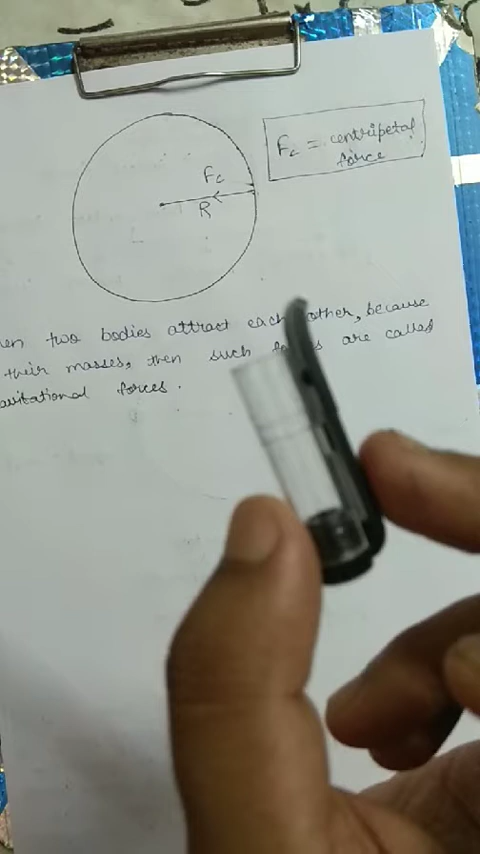 Fc = centripetal
force
Fc
R
two bodies attract each other, because
their masses, then such are called
forces.